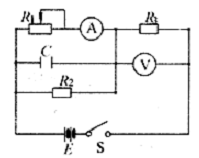 R₁ A R₃
C V
R₂
E S